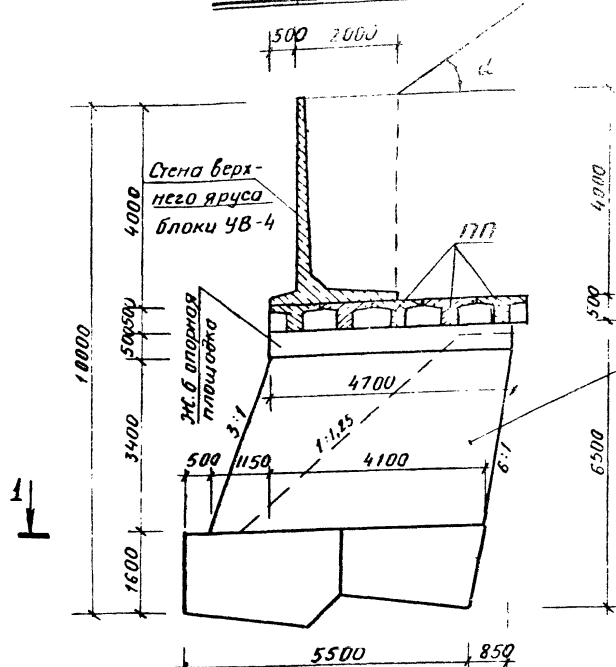 500 2000
α
Стена верх-
него яруса
блоки УВ-4
ПП
4000
4000
500
500
500
10000
Ж.б опорная
площадка
4700
3:1
1:1,25
6:1
3400
6500
500 1150 4100
1
1600
5500 850